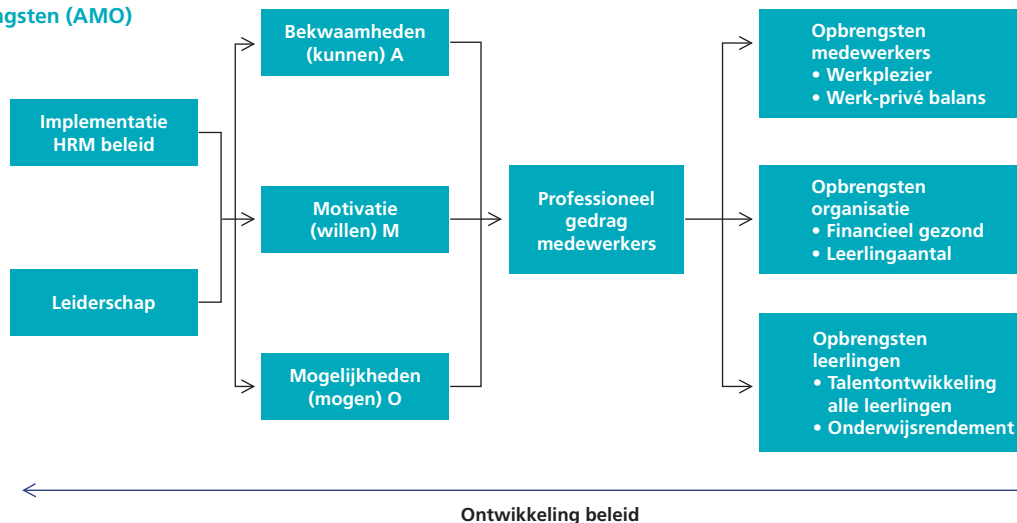 (AMO)
Implementatie
HRM beleid
Leiderschap
Bekwaamheden
(kunnen) A
Motivatie
(willen) M
Mogelijkheden
(mogen) O
Professioneel
gedrag
medewerkers
Opbrengsten
medewerkers
• Werkplezier
• Werk-privé balans
Opbrengsten
organisatie
• Financieel gezond
• Leerlingaantal
Opbrengsten
leerlingen
• Talentontwikkeling
alle leerlingen
• Onderwijsrendement
Ontwikkeling beleid